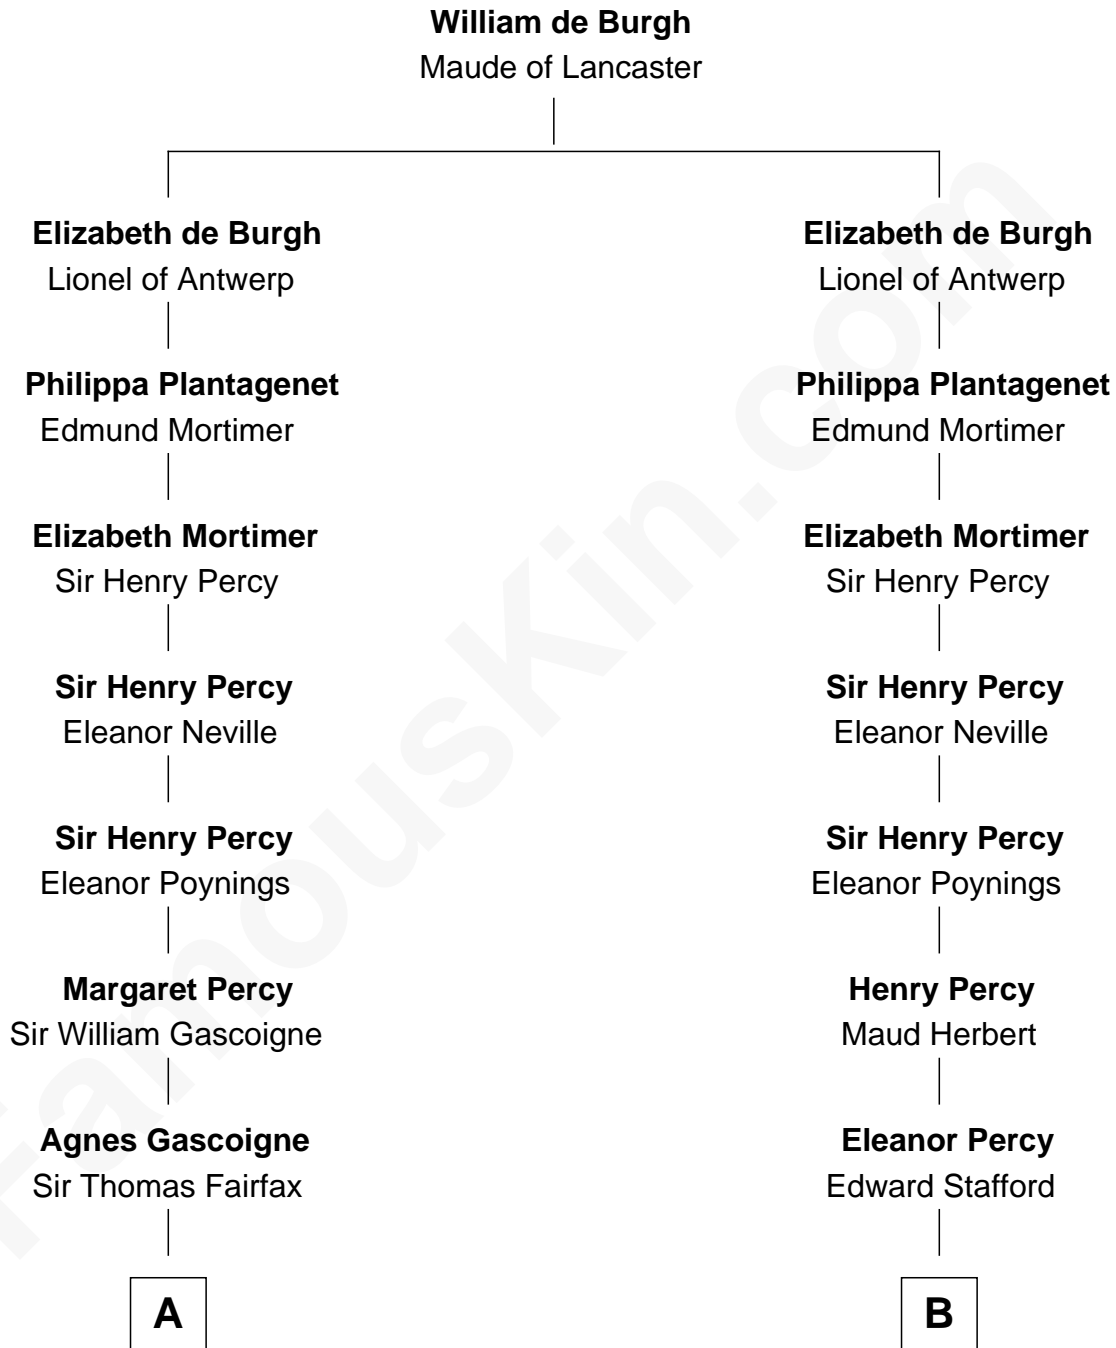 William de Burgh
Maude of Lancaster
Elizabeth de Burgh
Lionel of Antwerp
Philippa Plantagenet
Edmund Mortimer
Elizabeth Mortimer
Sir Henry Percy
Sir Henry Percy
Eleanor Neville
Sir Henry Percy
Eleanor Poynings
Margaret Percy
Sir William Gascoigne
Agnes Gascoigne
Sir Thomas Fairfax
A
Elizabeth de Burgh
Lionel of Antwerp
Philippa Plantagenet
Edmund Mortimer
Elizabeth Mortimer
Sir Henry Percy
Sir Henry Percy
Eleanor Neville
Sir Henry Percy
Eleanor Poynings
Henry Percy
Maud Herbert
Eleanor Percy
Edward Stafford
B
FamousKin.com